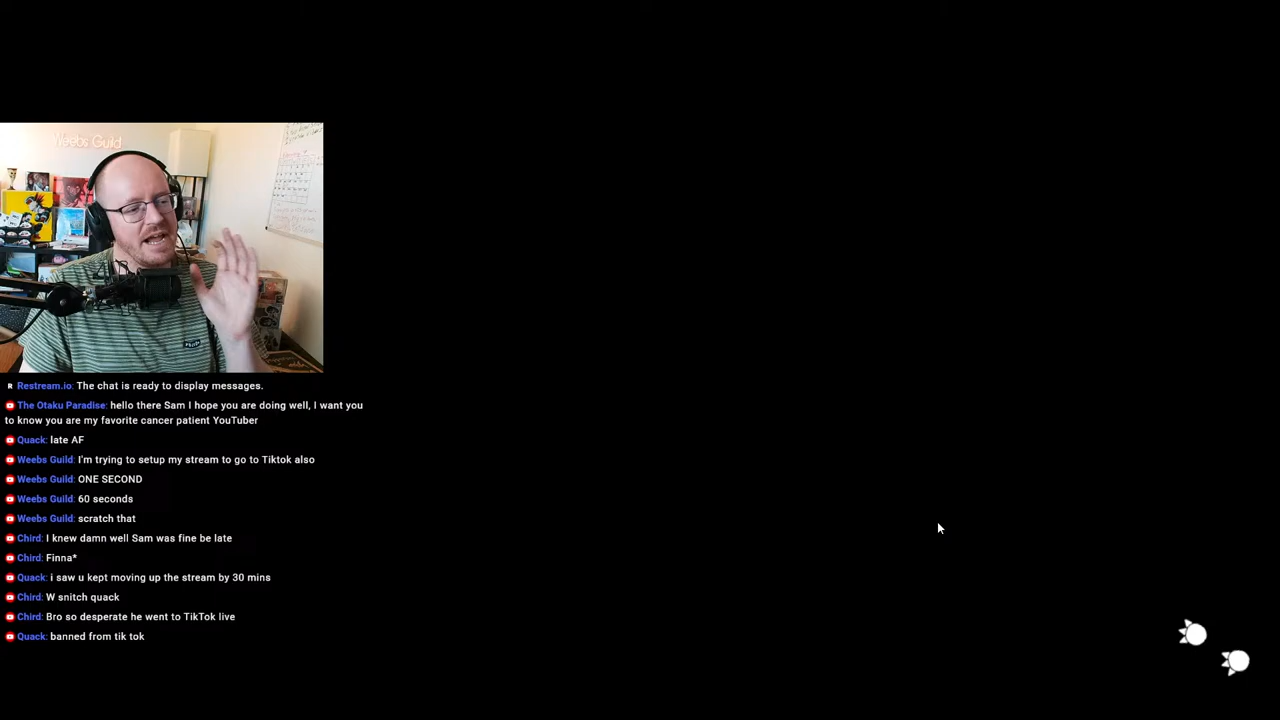 Weebs Guild
Restream.io: The chat is ready to display messages.
The Otaku Paradise: hello there Sam I hope you are doing well, I want you
to know you are my favorite cancer patient YouTuber
Quack: late AF
Weebs Guild: I'm trying to setup my stream to go to Tiktok also
Weebs Guild: ONE SECOND
Weebs Guild: 60 seconds
Weebs Guild: scratch that
Chird: I knew damn well Sam was fine be late
Chird: Finna*
Quack: i saw u kept moving up the stream by 30 mins
Chird: W snitch quack
Chird: Bro so desperate he went to TikTok live
Quack: banned from tik tok